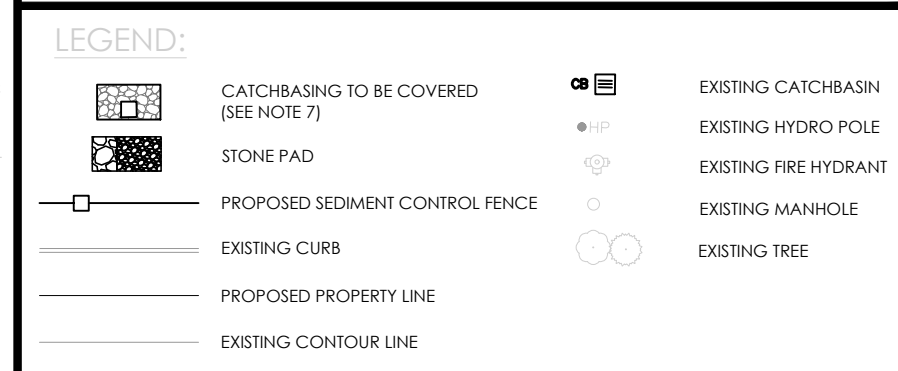 LEGEND:
CATCHBASING TO BE COVERED
(SEE NOTE 7)
STONE PAD
PROPOSED SEDIMENT CONTROL FENCE
EXISTING CURB
PROPOSED PROPERTY LINE
EXISTING CONTOUR LINE
CB
EXISTING CATCHBASIN
HP
EXISTING HYDRO POLE
EXISTING FIRE HYDRANT
EXISTING MANHOLE
EXISTING TREE